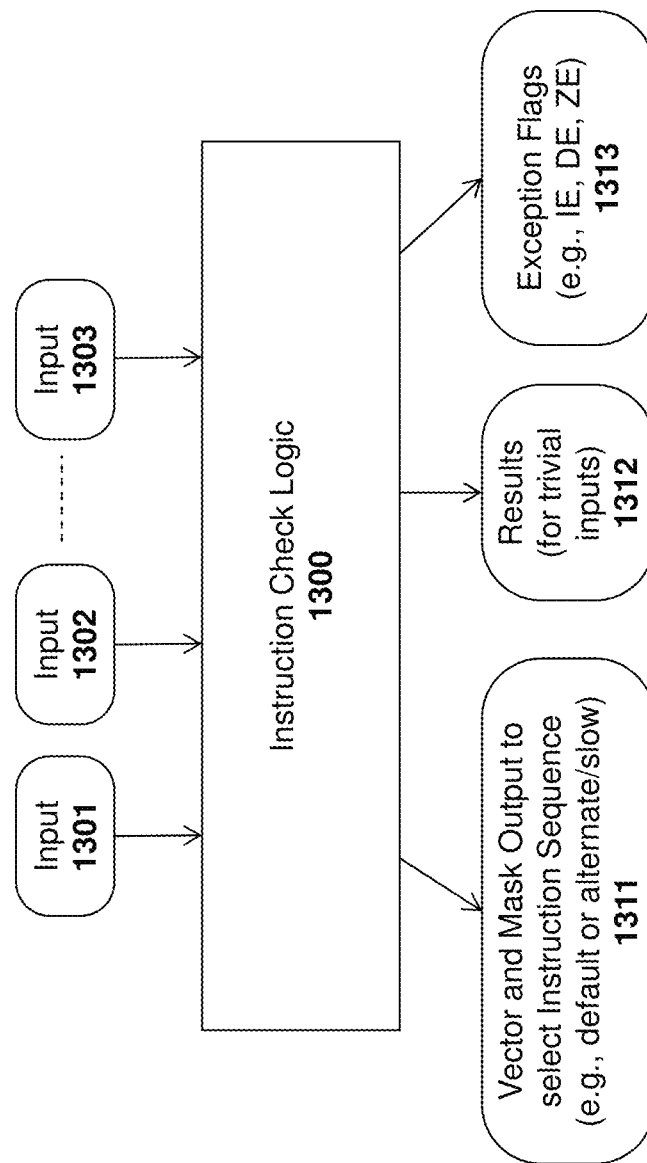 Input
1301
Input
1302
Input
1303
Instruction Check Logic
1300
Vector and Mask Output to
select Instruction Sequence
(e.g., default or alternate/slow)
1311
Results
(for trivial
inputs)
1312
Exception Flags
(e.g., IE, DE, ZE)
1313